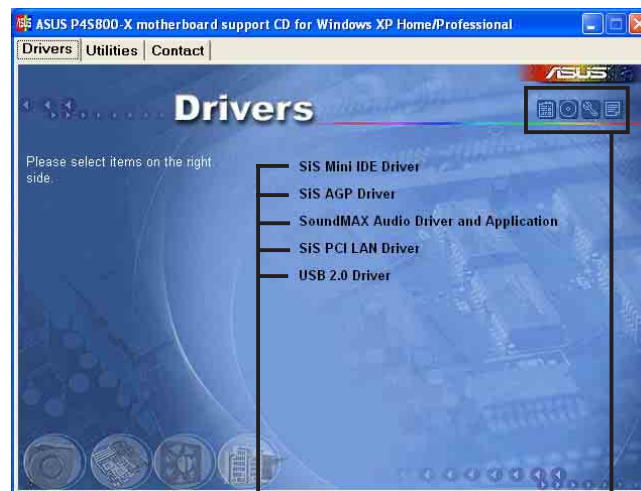 ASUS P4S800-X motherboard support CD for Windows XP Home/Professional
Drivers Utilities Contact
ASUS
Drivers
Please select items on the right
side.
SiS Mini IDE Driver
SiS AGP Driver
SoundMAX Audio Driver and Application
SiS PCI LAN Driver
USB 2.0 Driver